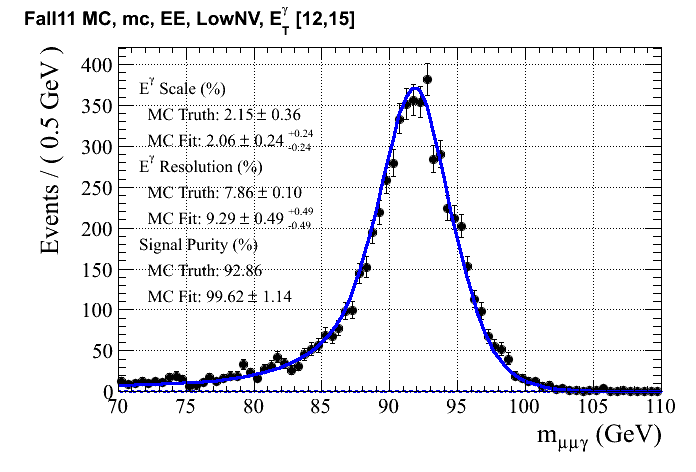 Fall11 MC, mc, EE, LowNV, E_T^γ [12,15]
Events / ( 0.5 GeV )
400
350
300
250
200
150
100
50
0
E^γ Scale (%)
MC Truth: 2.15 ± 0.36
MC Fit: 2.06 ± 0.24 +0.24 -0.24
E^γ Resolution (%)
MC Truth: 7.86 ± 0.10
MC Fit: 9.29 ± 0.49 +0.49 -0.49
Signal Purity (%)
MC Truth: 92.86
MC Fit: 99.62 ± 1.14
70 75 80 85 90 95 100 105 110
m_μμγ (GeV)